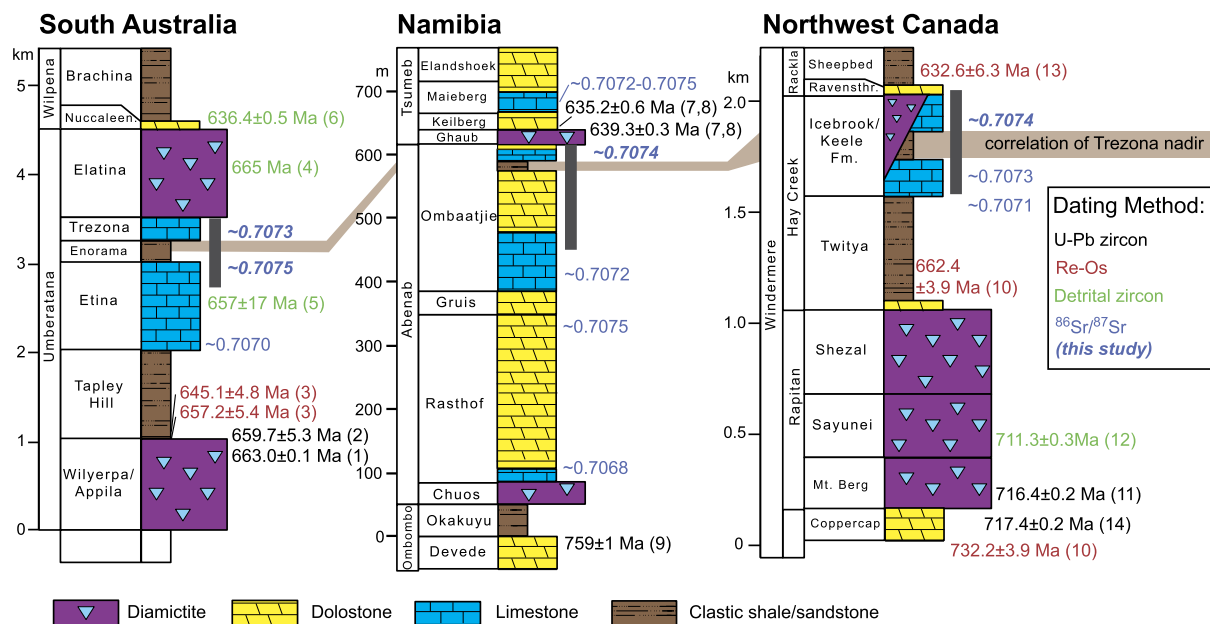 South Australia
km
5
4
3
2
1
0
Wilpena
Umberatana
Brachina
Nuccaleen.
Elatina
Trezona
Enorama
Etina
Tapley
Hill
Wilyerpa/
Appila
636.4±0.5 Ma (6)
665 Ma (4)
~0.7073
~0.7075
657±17 Ma (5)
~0.7070
645.1±4.8 Ma (3)
657.2±5.4 Ma (3)
659.7±5.3 Ma (2)
663.0±0.1 Ma (1)
Namibia
m
700
600
500
400
300
200
100
0
Tsumeb
Abenab
Ombombo
Elandshoek
Maieberg
Keilberg
Ghaub
Ombaatjie
Gruis
Rasthof
Chuos
Okakuyu
Devede
~0.7072-0.7075
635.2±0.6 Ma (7,8)
639.3±0.3 Ma (7,8)
~0.7074
~0.7072
~0.7075
~0.7068
759±1 Ma (9)
Northwest Canada
km
2.0
1.5
1.0
0.5
0
Windermere
Rackla
Hay Creek
Rapitan
Sheepbed
Ravensthr.
Icebrook/
Keele
Fm.
Twitya
Shezal
Sayunei
Mt. Berg
Coppercap
632.6±6.3 Ma (13)
~0.7074
correlation of Trezona nadir
~0.7073
~0.7071
662.4
±3.9 Ma (10)
711.3±0.3Ma (12)
716.4±0.2 Ma (11)
717.4±0.2 Ma (14)
732.2±3.9 Ma (10)
Dating Method:
U-Pb zircon
Re-Os
Detrital zircon
86Sr/87Sr
(this study)
Diamictite
Dolostone
Limestone
Clastic shale/sandstone